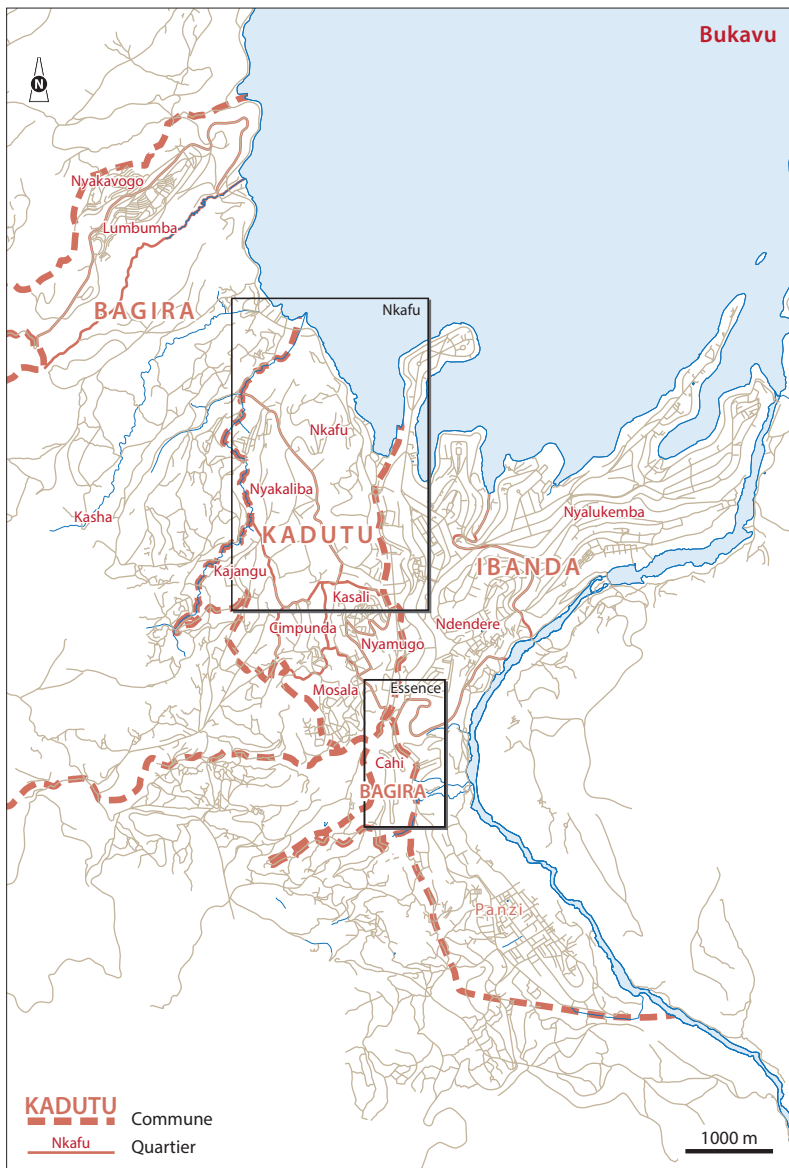 Bukavu
N
Nyakavogo
Lumbumba
BAGIRA
Nkafu
Nkafu
Nyakaliba
Kasha
Nyalukemba
KADUTU
IBANDA
Kajangu
Kasali
Cimpunda
Ndendere
Nyamugo
Mosala
Essence
Cahi
BAGIRA
Panzi
KADUTU
Commune
Nkafu
Quartier
1000 m